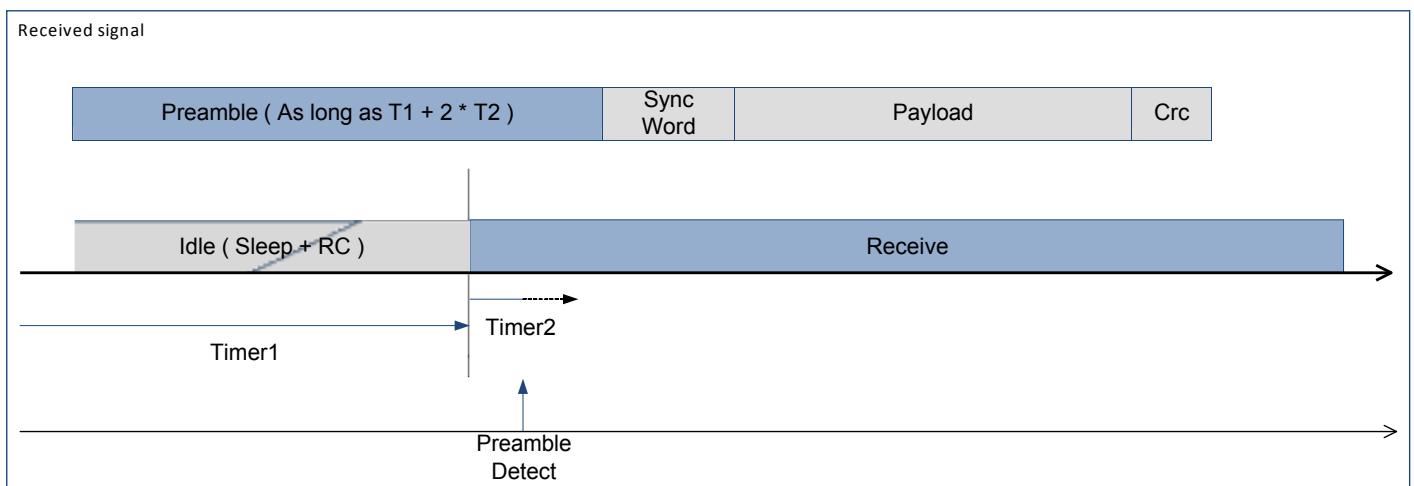 Received signal
Preamble ( As long as T1 + 2 * T2 )
Sync
Word
Payload
Crc
Idle ( Sleep + RC )
Receive
Timer2
Timer1
Preamble
Detect